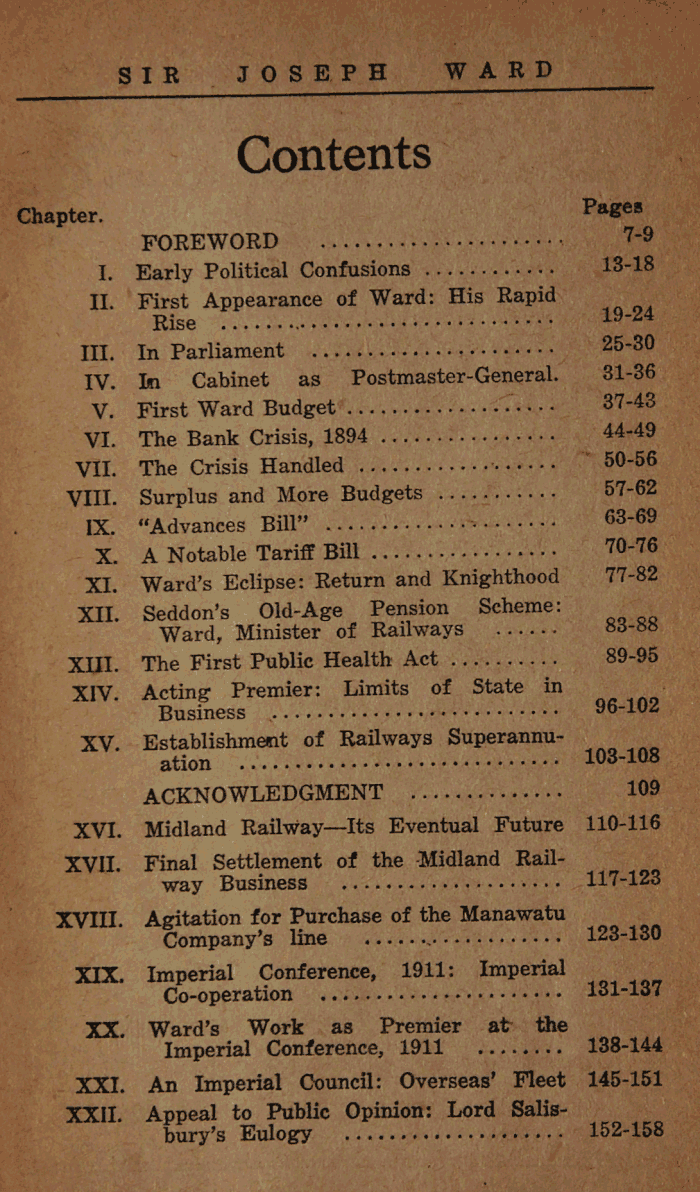 SIR JOSEPH WARD
Contents
Chapter. Pages
FOREWORD ...................... 7-9
I. Early Political Confusions ............ 13-18
II. First Appearance of Ward: His Rapid
Rise ................................ 19-24
III. In Parliament ...................... 25-30
IV. In Cabinet as Postmaster-General. 31-36
V. First Ward Budget ................... 37-43
VI. The Bank Crisis, 1894 ................ 44-49
VII. The Crisis Handled .................. 50-56
VIII. Surplus and More Budgets ........... 57-62
IX. “Advances Bill” ..................... 63-69
X. A Notable Tariff Bill ................. 70-76
XI. Ward's Eclipse: Return and Knighthood 77-82
XII. Seddon's Old-Age Pension Scheme:
Ward, Minister of Railways ...... 83-88
XIII. The First Public Health Act .......... 89-95
XIV. Acting Premier: Limits of State in
Business .......................... 96-102
XV. Establishment of Railways Superannu-
ation ............................. 103-108
ACKNOWLEDGMENT .............. 109
XVI. Midland Railway—Its Eventual Future 110-116
XVII. Final Settlement of the Midland Rail-
way Business .................... 117-123
XVIII. Agitation for Purchase of the Manawatu
Company's line .................. 123-130
XIX. Imperial Conference, 1911: Imperial
Co-operation ...................... 131-137
XX. Ward's Work as Premier at the
Imperial Conference, 1911 ........ 138-144
XXI. An Imperial Council: Overseas' Fleet 145-151
XXII. Appeal to Public Opinion: Lord Salis-
bury's Eulogy .................... 152-158